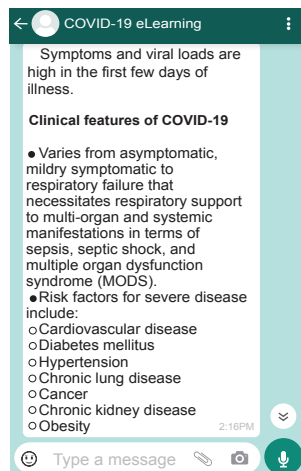 COVID-19 eLearning
Symptoms and viral loads are
high in the first few days of
illness.
Clinical features of COVID-19
● Varies from asymptomatic,
mildry symptomatic to
respiratory failure that
necessitates respiratory support
to multi-organ and systemic
manifestations in terms of
sepsis, septic shock, and
multiple organ dysfunction
syndrome (MODS).
●Risk factors for severe disease
include:
○Cardiovascular disease
○Diabetes mellitus
○Hypertension
○Chronic lung disease
○Cancer
○Chronic kidney disease
○Obesity 2:16PM
Type a message